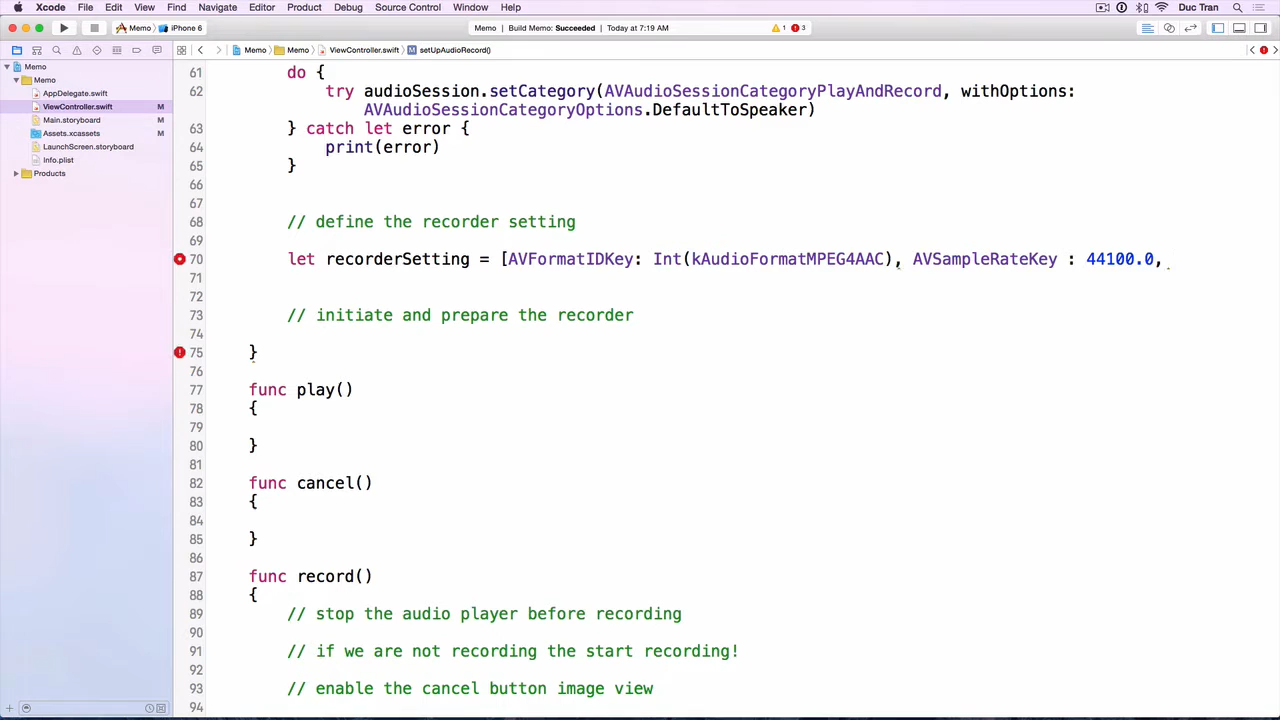 Xcode File Edit View Find Navigate Editor Product Debug Source Control Window Help Duc Tran
Memo iPhone 6 Memo Build Memo: Succeeded Today at 7:19 AM 1 3
Memo Memo ViewController.swift M setUpAudioRecord()
Memo
Memo
AppDelegate.swift
ViewController.swift M
Main.storyboard M
Assets.xcassets M
LaunchScreen.storyboard
Info.plist
Products
61 do {
62 try audioSession.setCategory(AVAudioSessionCategoryPlayAndRecord, withOptions:
AVAudioSessionCategoryOptions.DefaultToSpeaker)
63 } catch let error {
64 print(error)
65 }
66
67
68 // define the recorder setting
69
70 let recorderSetting = [AVFormatIDKey: Int(kAudioFormatMPEG4AAC), AVSampleRateKey : 44100.0,
71
72
73 // initiate and prepare the recorder
74
75 }
76
77 func play()
78 {
79
80 }
81
82 func cancel()
83 {
84
85 }
86
87 func record()
88 {
89 // stop the audio player before recording
90
91 // if we are not recording the start recording!
92
93 // enable the cancel button image view
94